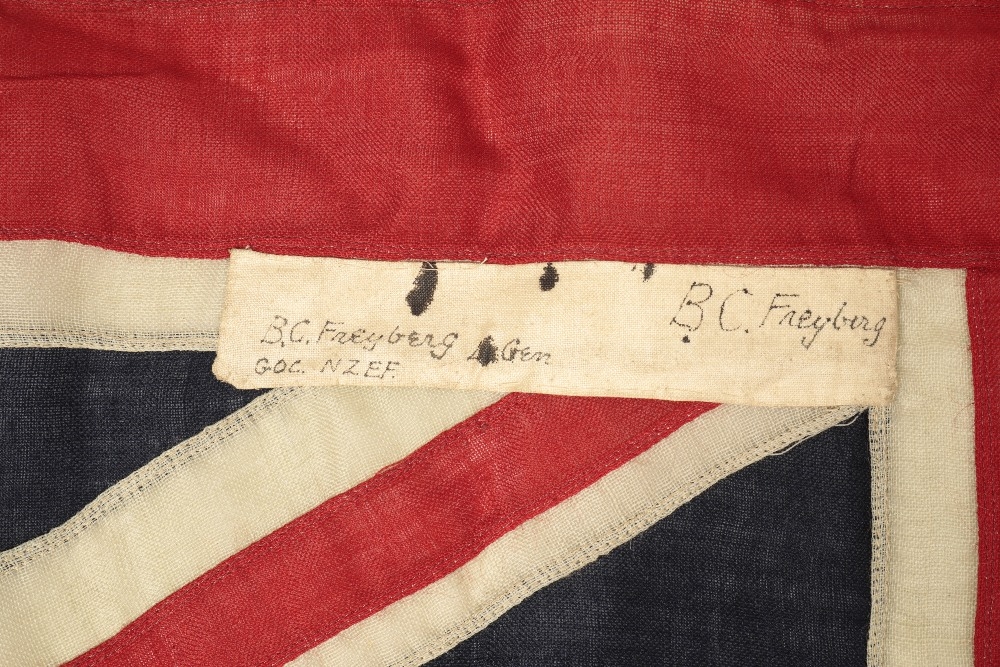 B.C. Freyberg Lt. Gen
GOC. NZEF.
B.C. Freyberg